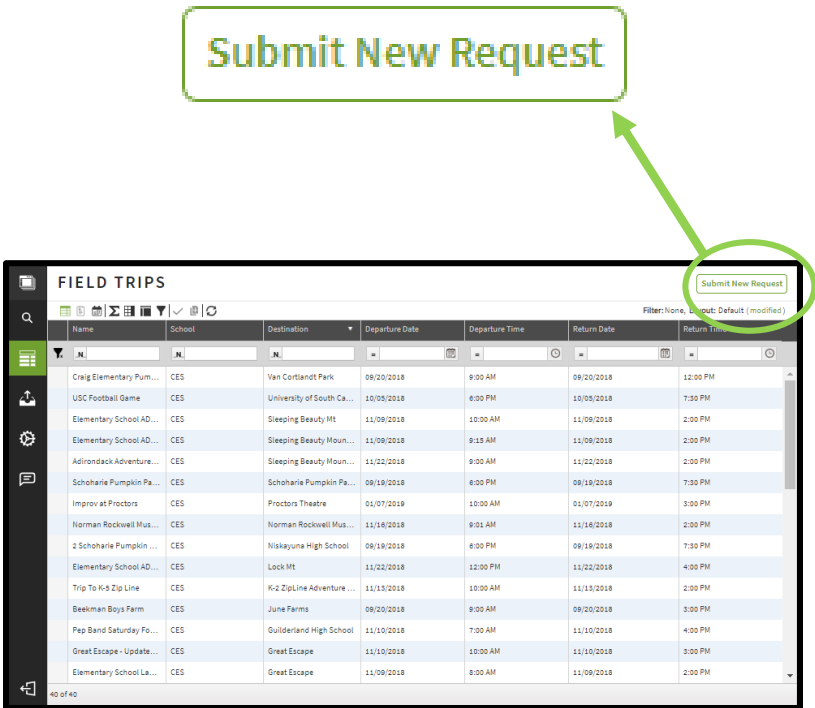 Submit New Request
FIELD TRIPS
Submit New Request
Filter: None, Layout: Default ( modified )
Name School Destination Departure Date Departure Time Return Date Return Time
.N. .N. .N. = = = =
Craig Elementary Pum... CES Van Cortlandt Park 09/20/2018 9:00 AM 09/20/2018 12:00 PM
USC Football Game CES University of South Ca... 10/05/2018 6:00 PM 10/05/2018 7:30 PM
Elementary School AD... CES Sleeping Beauty Mt 11/09/2018 10:00 AM 11/09/2018 2:00 PM
Elementary School AD... CES Sleeping Beauty Moun... 11/09/2018 9:15 AM 11/09/2018 2:00 PM
Adirondack Adventure... CES Sleeping Beauty Moun... 11/22/2018 9:00 AM 11/22/2018 2:00 PM
Schoharie Pumpkin Pa... CES Schoharie Pumpkin Pa... 09/19/2018 6:00 PM 09/19/2018 7:30 PM
Improv at Proctors CES Proctors Theatre 01/07/2019 10:00 AM 01/07/2019 3:00 PM
Norman Rockwell Mus... CES Norman Rockwell Mus... 11/16/2018 9:01 AM 11/16/2018 2:00 PM
2 Schoharie Pumpkin ... CES Niskayuna High School 09/19/2018 6:00 PM 09/19/2018 7:30 PM
Elementary School AD... CES Lock Mt 11/22/2018 12:00 PM 11/22/2018 4:00 PM
Trip To K-5 Zip Line CES K-2 ZipLine Adventure ... 11/13/2018 10:00 AM 11/13/2018 2:00 PM
Beekman Boys Farm CES June Farms 09/20/2018 9:00 AM 09/20/2018 3:00 PM
Pep Band Saturday Fo... CES Guilderland High School 11/10/2018 7:00 AM 11/10/2018 4:00 PM
Great Escape - Update... CES Great Escape 11/10/2018 10:00 AM 11/10/2018 3:00 PM
Elementary School La... CES Great Escape 11/09/2018 8:00 AM 11/09/2018 2:00 PM
40 of 40